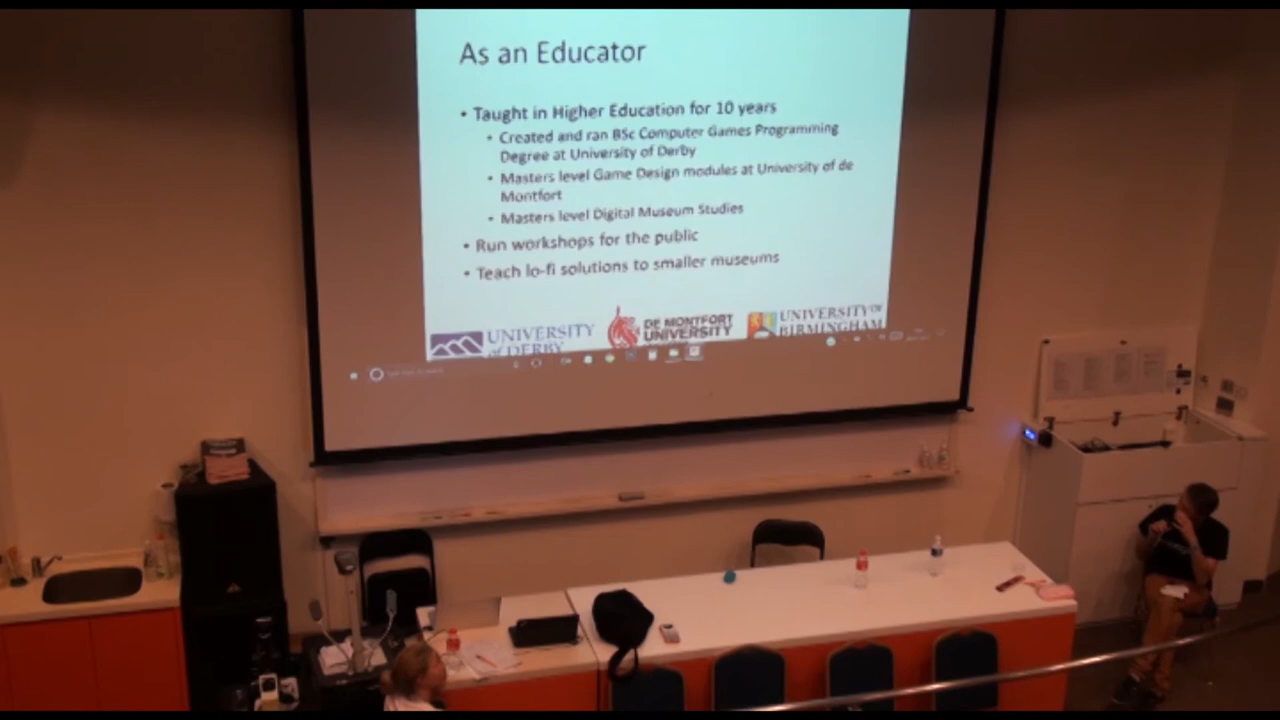 As an Educator
• Taught in Higher Education for 10 years
• Created and ran BSc Computer Games Programming
Degree at University of Derby
• Masters level Game Design modules at University of de
Montfort
• Masters level Digital Museum Studies
• Run workshops for the public
• Teach lo-fi solutions to smaller museums
UNIVERSITY
of DERBY
DE MONTFORT
UNIVERSITY
UNIVERSITY OF
BIRMINGHAM